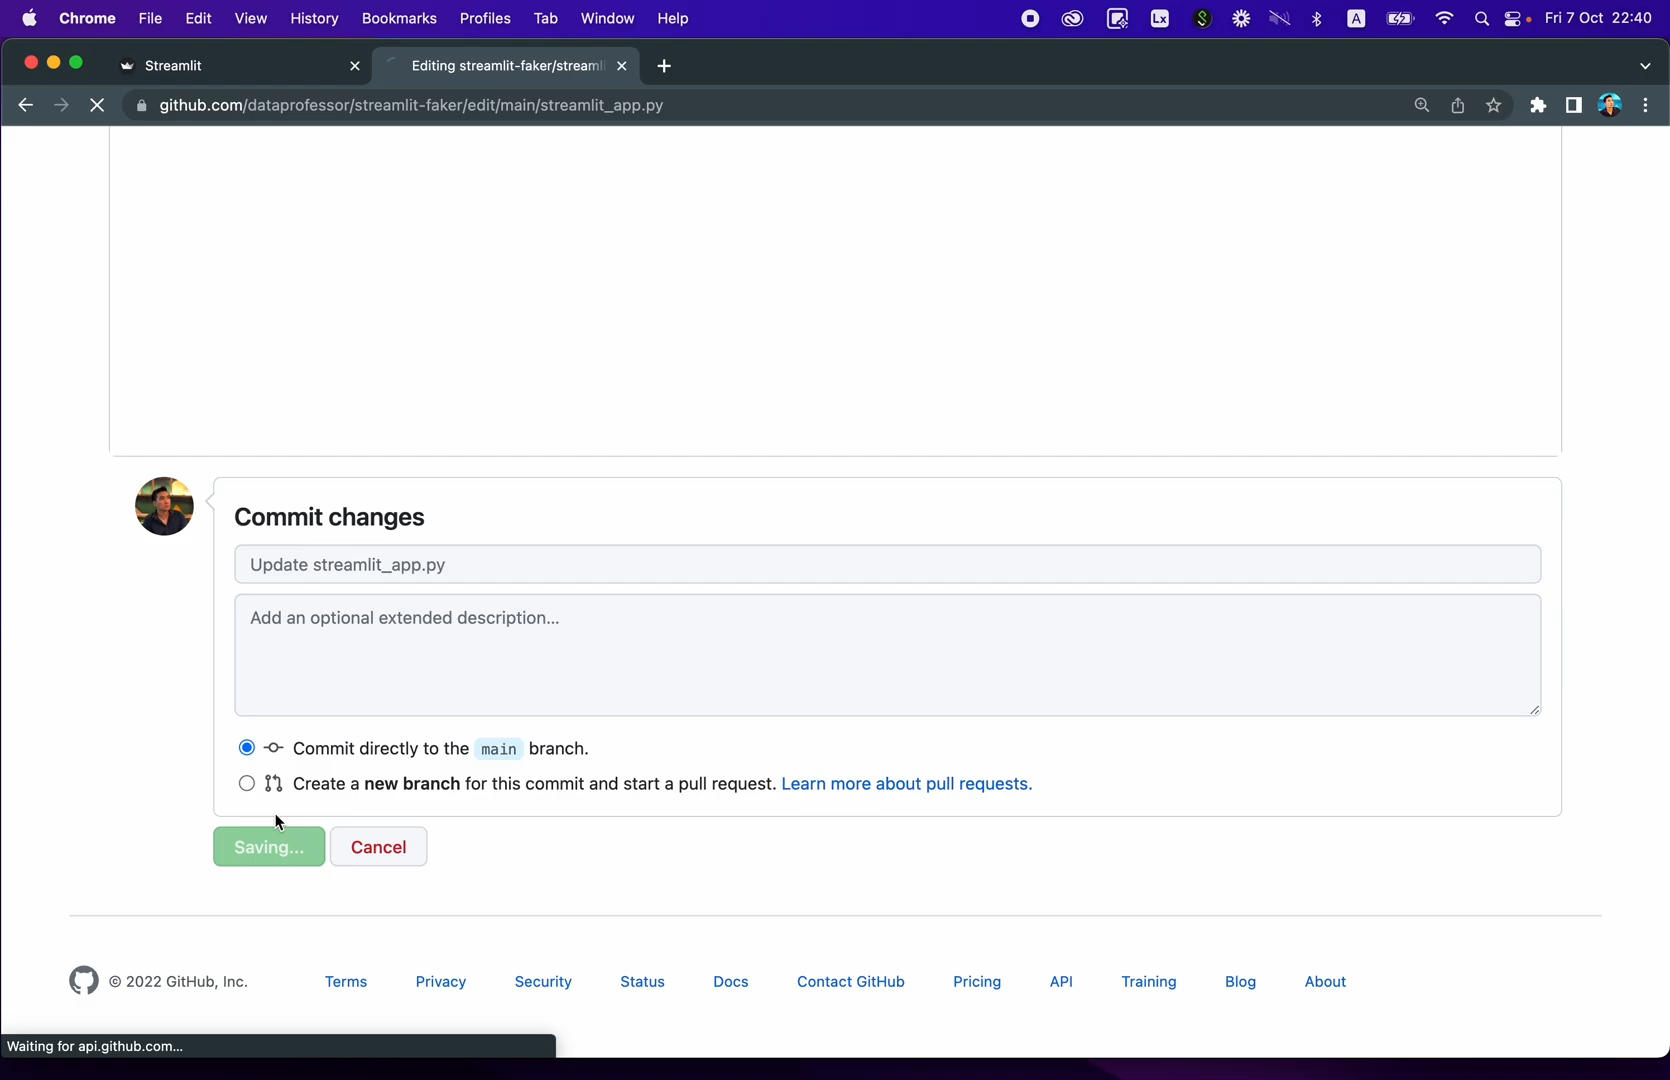 Chrome File Edit View History Bookmarks Profiles Tab Window Help Lx S A Fri 7 Oct 22:40
Streamlit Editing streamlit-faker/streamli
github.com/dataprofessor/streamlit-faker/edit/main/streamlit_app.py
Commit changes
Update streamlit_app.py
Add an optional extended description...
Commit directly to the main branch.
Create a new branch for this commit and start a pull request. Learn more about pull requests.
Saving... Cancel
© 2022 GitHub, Inc. Terms Privacy Security Status Docs Contact GitHub Pricing API Training Blog About
Waiting for api.github.com...